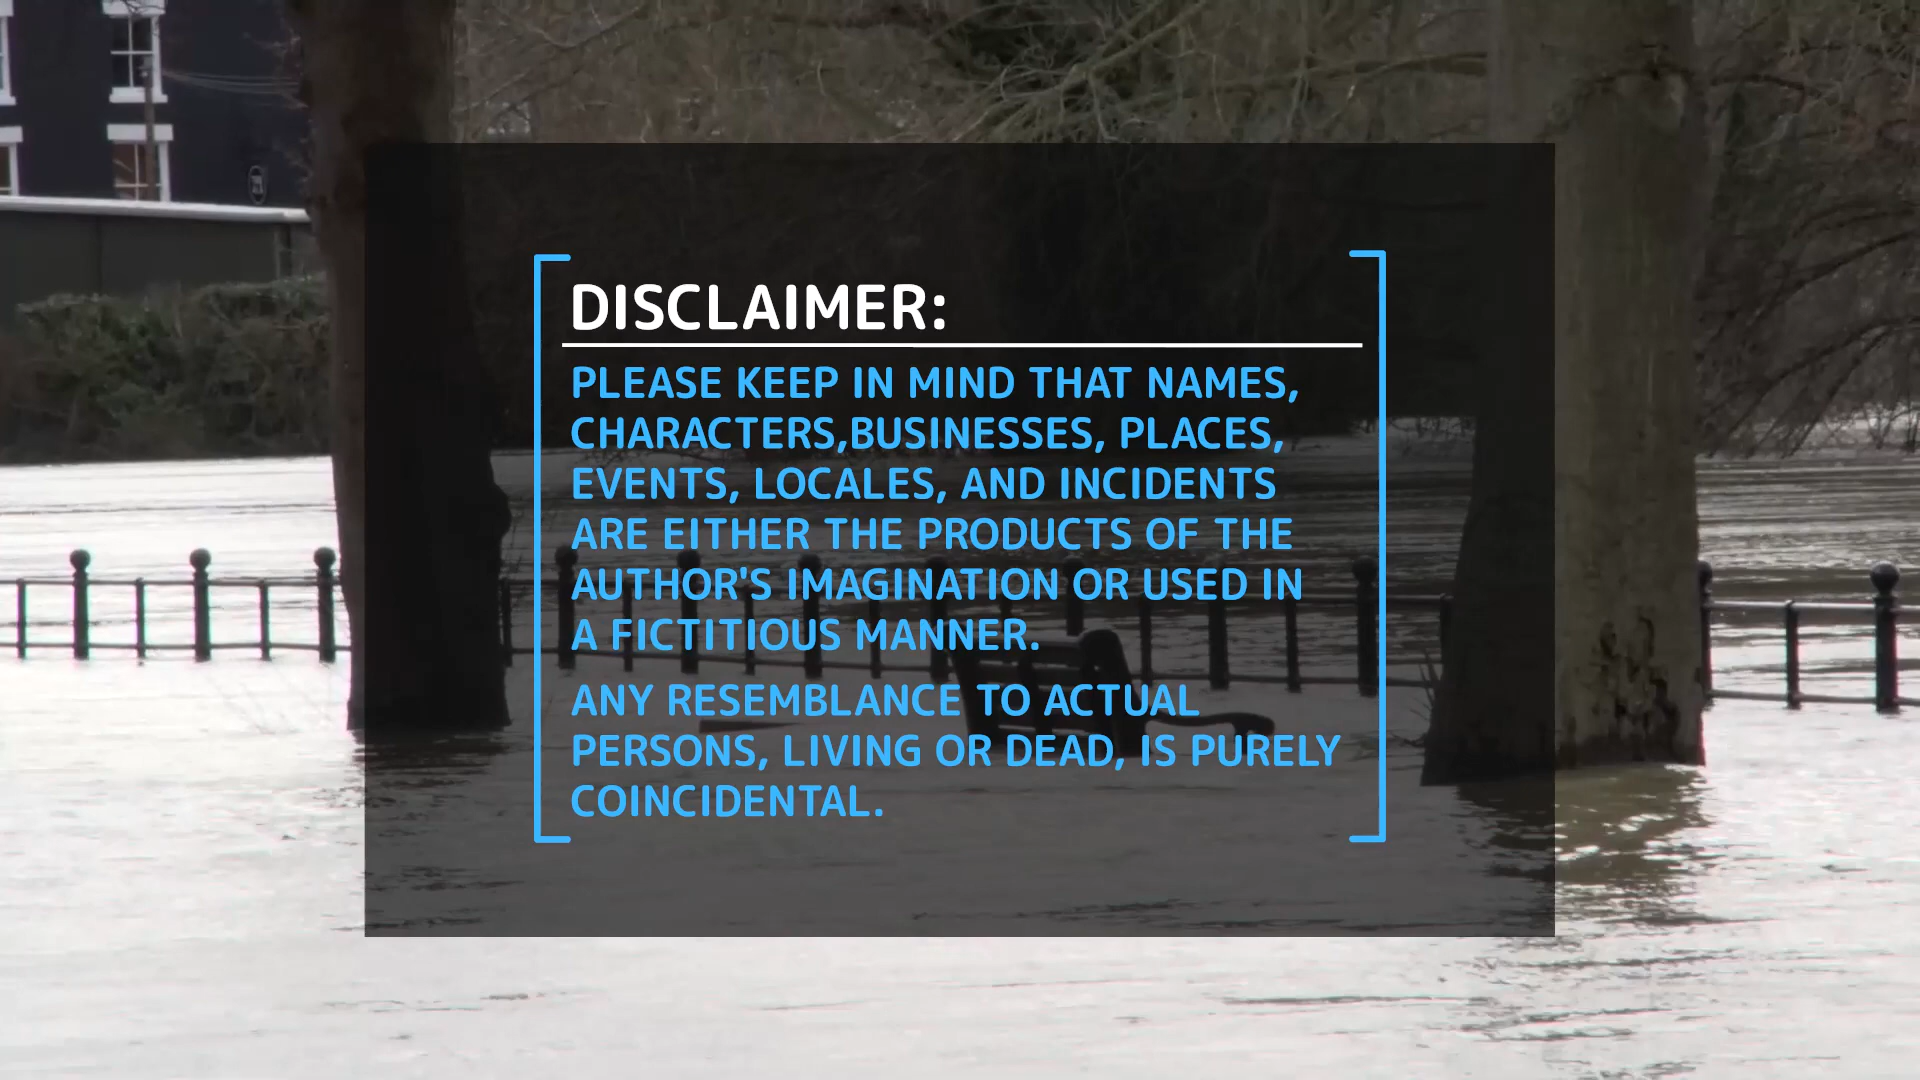 DISCLAIMER:
PLEASE KEEP IN MIND THAT NAMES,
CHARACTERS,BUSINESSES, PLACES,
EVENTS, LOCALES, AND INCIDENTS
ARE EITHER THE PRODUCTS OF THE
AUTHOR'S IMAGINATION OR USED IN
A FICTITIOUS MANNER.
ANY RESEMBLANCE TO ACTUAL
PERSONS, LIVING OR DEAD, IS PURELY
COINCIDENTAL.